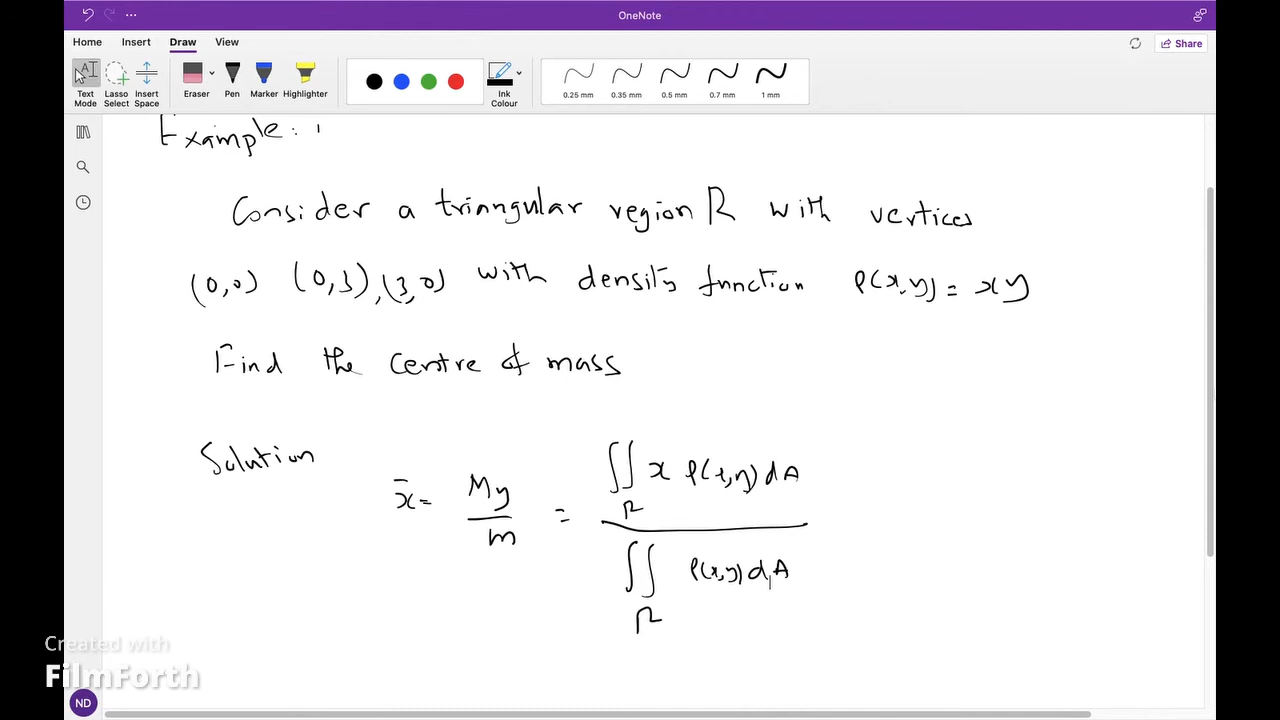 OneNote
Home Insert Draw View
Share
Text Mode Lasso Select Insert Space Eraser Pen Marker Highlighter Ink Colour 0.25 mm 0.35 mm 0.5 mm 0.7 mm 1 mm
Example: 1
Consider a triangular region R with vertices
(0,0) (0,3), (3,0) with density function ρ(x,y) = xy
Find the centre of mass
Solution
x̄ = My/m = ∬R x ρ(x,y) dA / ∬R ρ(x,y) dA
Created with
FilmForth
ND